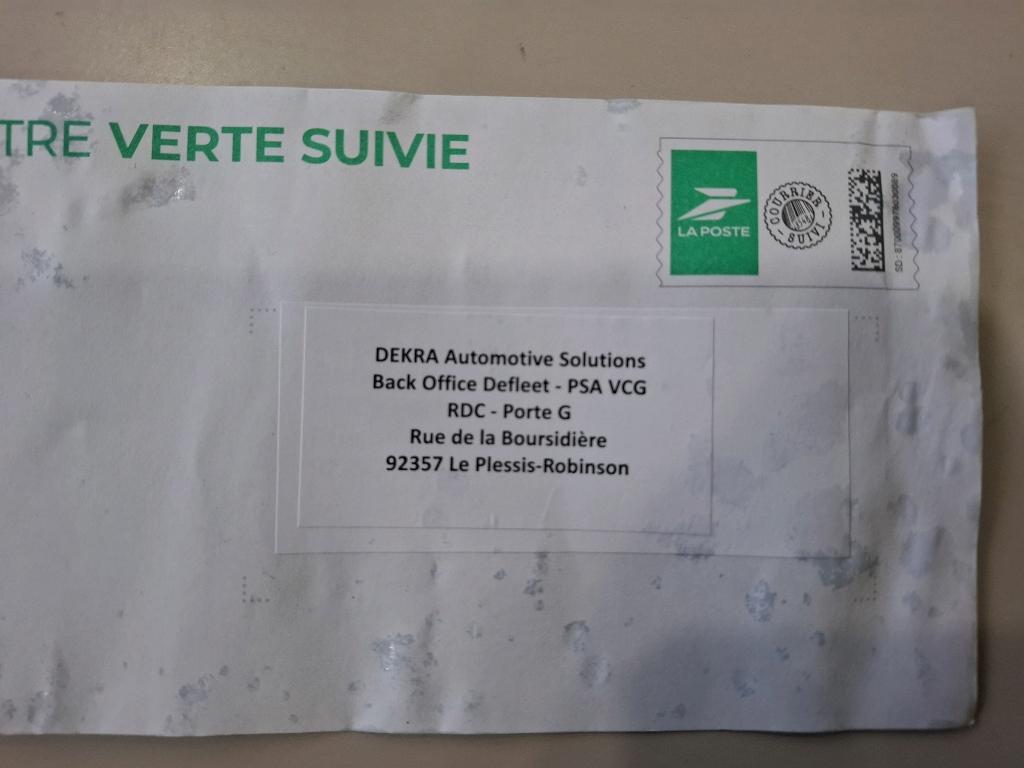 TRE VERTE SUIVIE
LA POSTE
COURRIER
SUIVI
DEKRA Automotive Solutions
Back Office Defleet - PSA VCG
RDC - Porte G
Rue de la Boursidière
92357 Le Plessis-Robinson